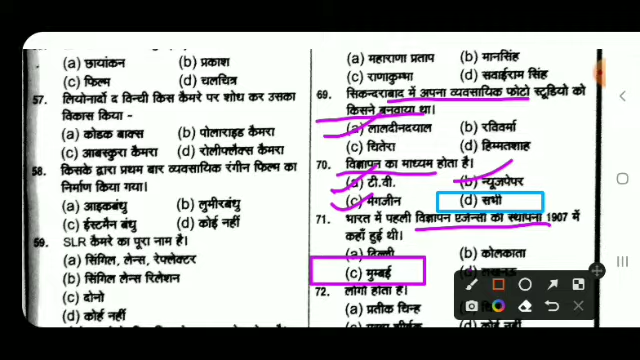 (a) छायांकन (b) प्रकाश
(c) फिल्म (d) चलचित्र
57. लियोनार्दो द विन्ची किस कैमरे पर शोध कर उसका
विकास किया -
(a) कोडक बाक्स (b) पोलाराइड कैमरा
(c) आबस्कुरा कैमरा (d) रोलीफ्लैक्स कैमरा
58. किसके द्वारा प्रथम बार व्यवसायिक रंगीन फिल्म का
निर्माण किया गया।
(a) आइकबंधु (b) लुमीरबंधु
(c) ईस्टमैन बंधु (d) कोई नहीं
59. SLR कैमरे का पूरा नाम है।
(a) सिंगिल, लेन्स, रेफ्लेक्टर
(b) सिंगिल लेन्स रिलेशन
(c) दोनो
(d) कोई नहीं
(a) महाराणा प्रताप (b) मानसिंह
(c) राणाकुम्भा (d) सवाईराम सिंह
69. सिकन्दराबाद में अपना व्यवसायिक फोटो स्टूडियो को
किसने बनवाया था।
(a) लालदीनदयाल (b) रविवर्मा
(c) चितेरा (d) हिम्मतशाह
70. विज्ञापन का माध्यम होता है।
(a) टी.वी. (b) न्यूजपेपर
(c) मैगजीन (d) सभी
71. भारत में पहली विज्ञापन एजेन्सी की स्थापना 1907 में
कहाँ हुई थी।
(a) दिल्ली (b) कोलकाता
(c) मुम्बई (d) लखनऊ
72. लोगो होता है।
(a) प्रतीक चिन्ह